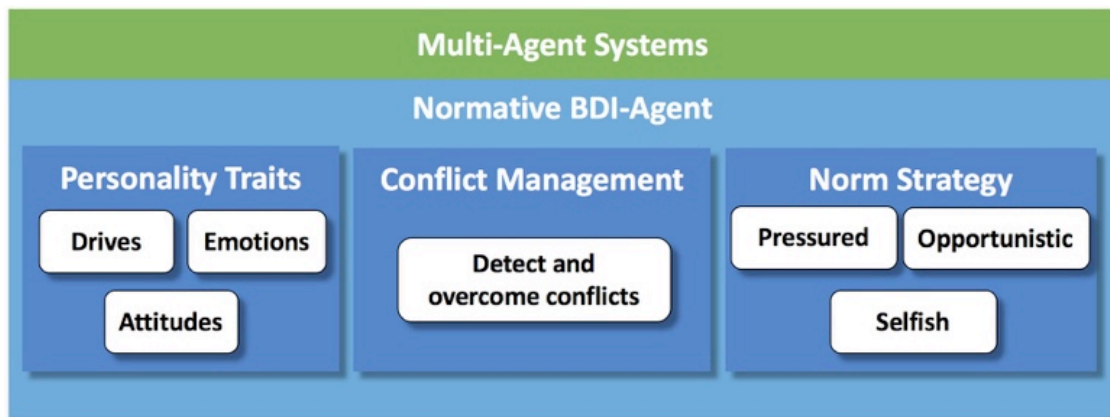 Multi-Agent Systems
Normative BDI-Agent
Personality Traits
Drives
Emotions
Attitudes
Conflict Management
Detect and
overcome conflicts
Norm Strategy
Pressured
Opportunistic
Selfish